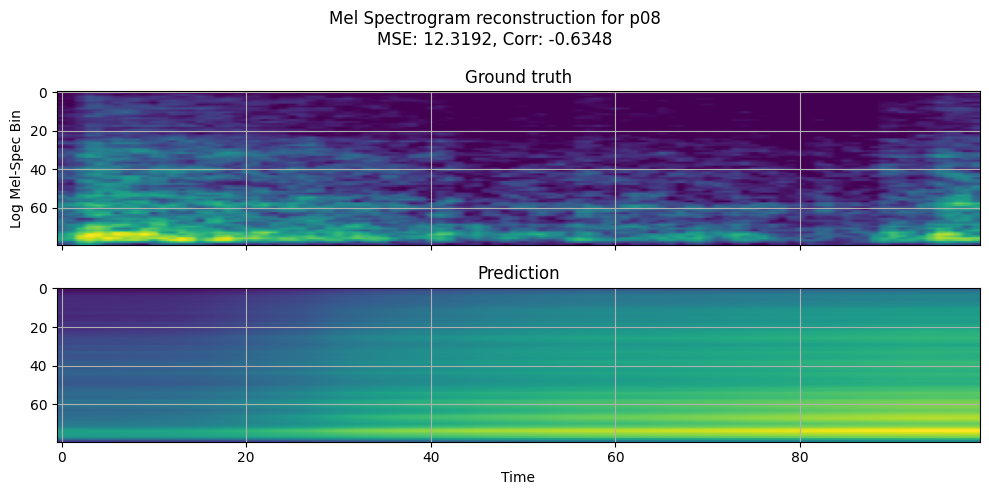 Mel Spectrogram reconstruction for p08
MSE: 12.3192, Corr: -0.6348
Ground truth
Log Mel-Spec Bin
0
20
40
60
Prediction
0
20
40
60
0 20 40 60 80
Time